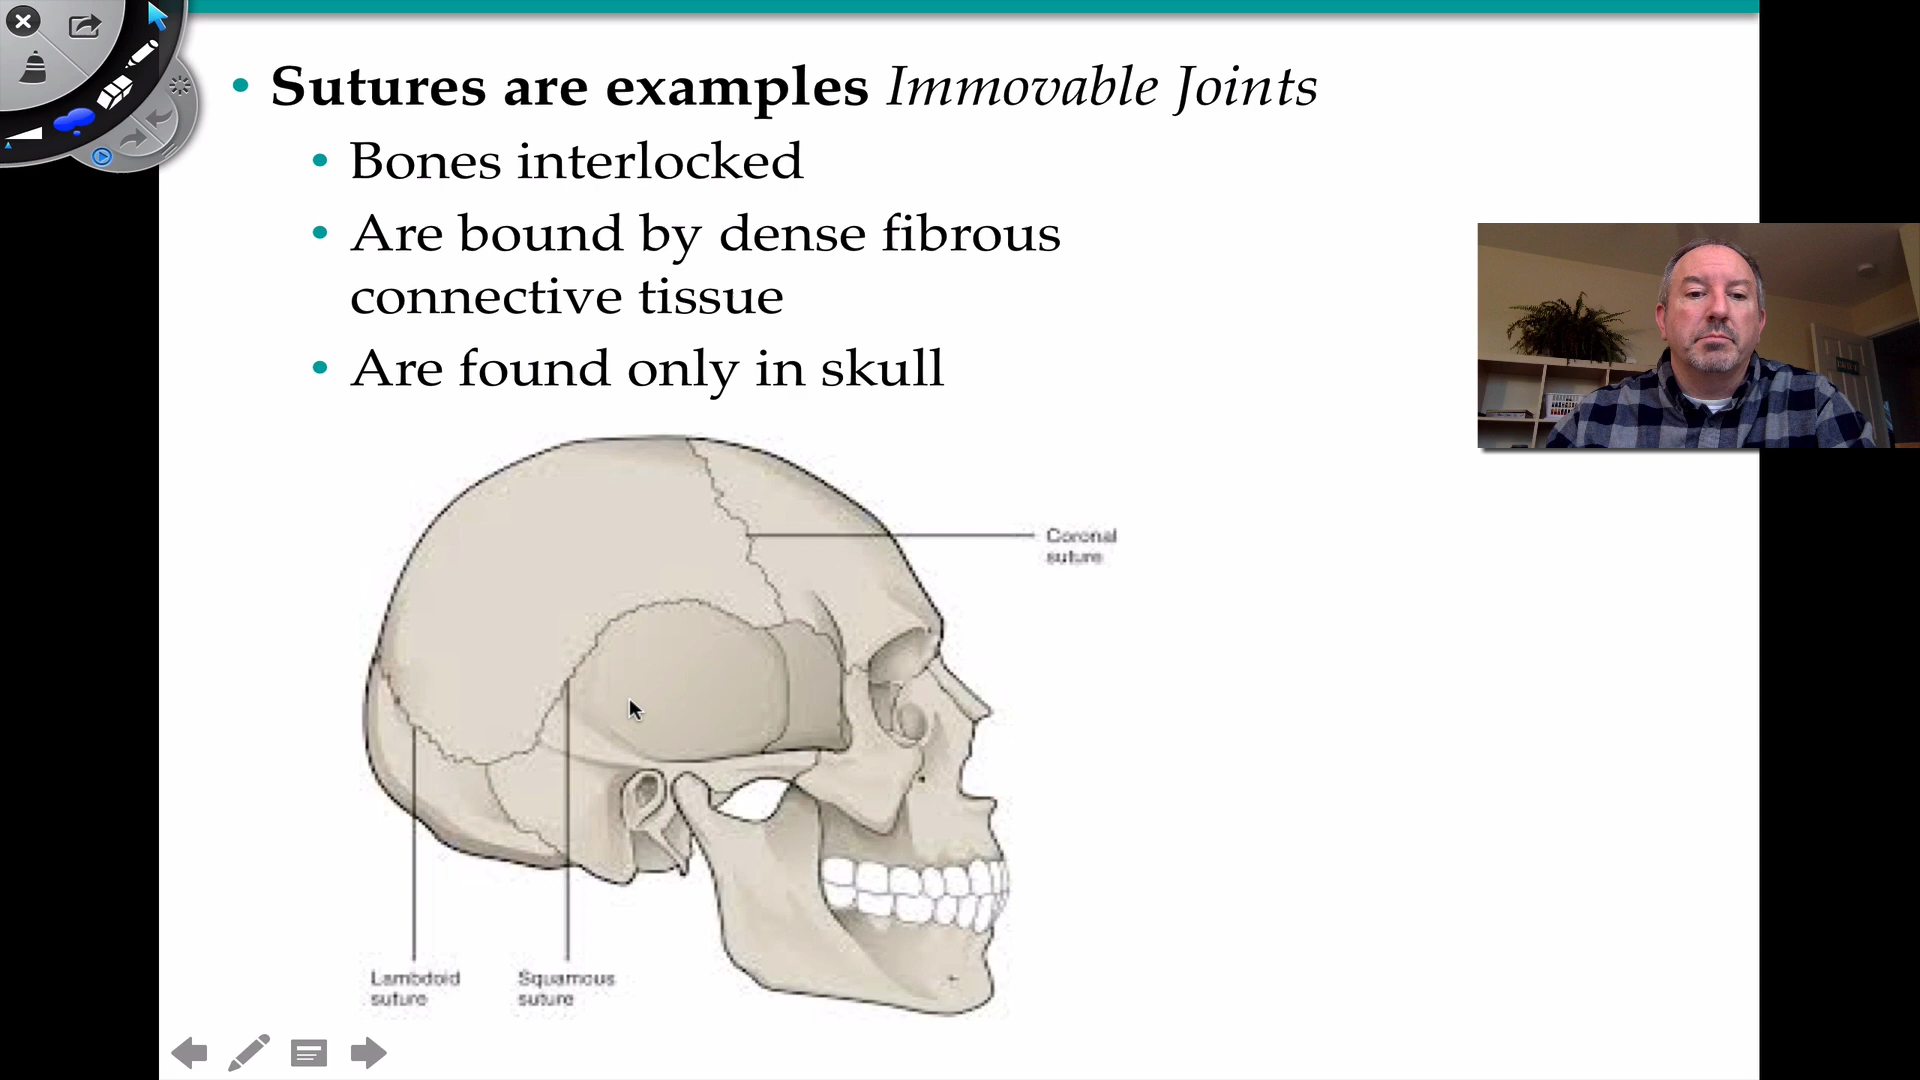 • Sutures are examples Immovable Joints
• Bones interlocked
• Are bound by dense fibrous
connective tissue
• Are found only in skull
Coronal
suture
Lambdoid
suture
Squamous
suture